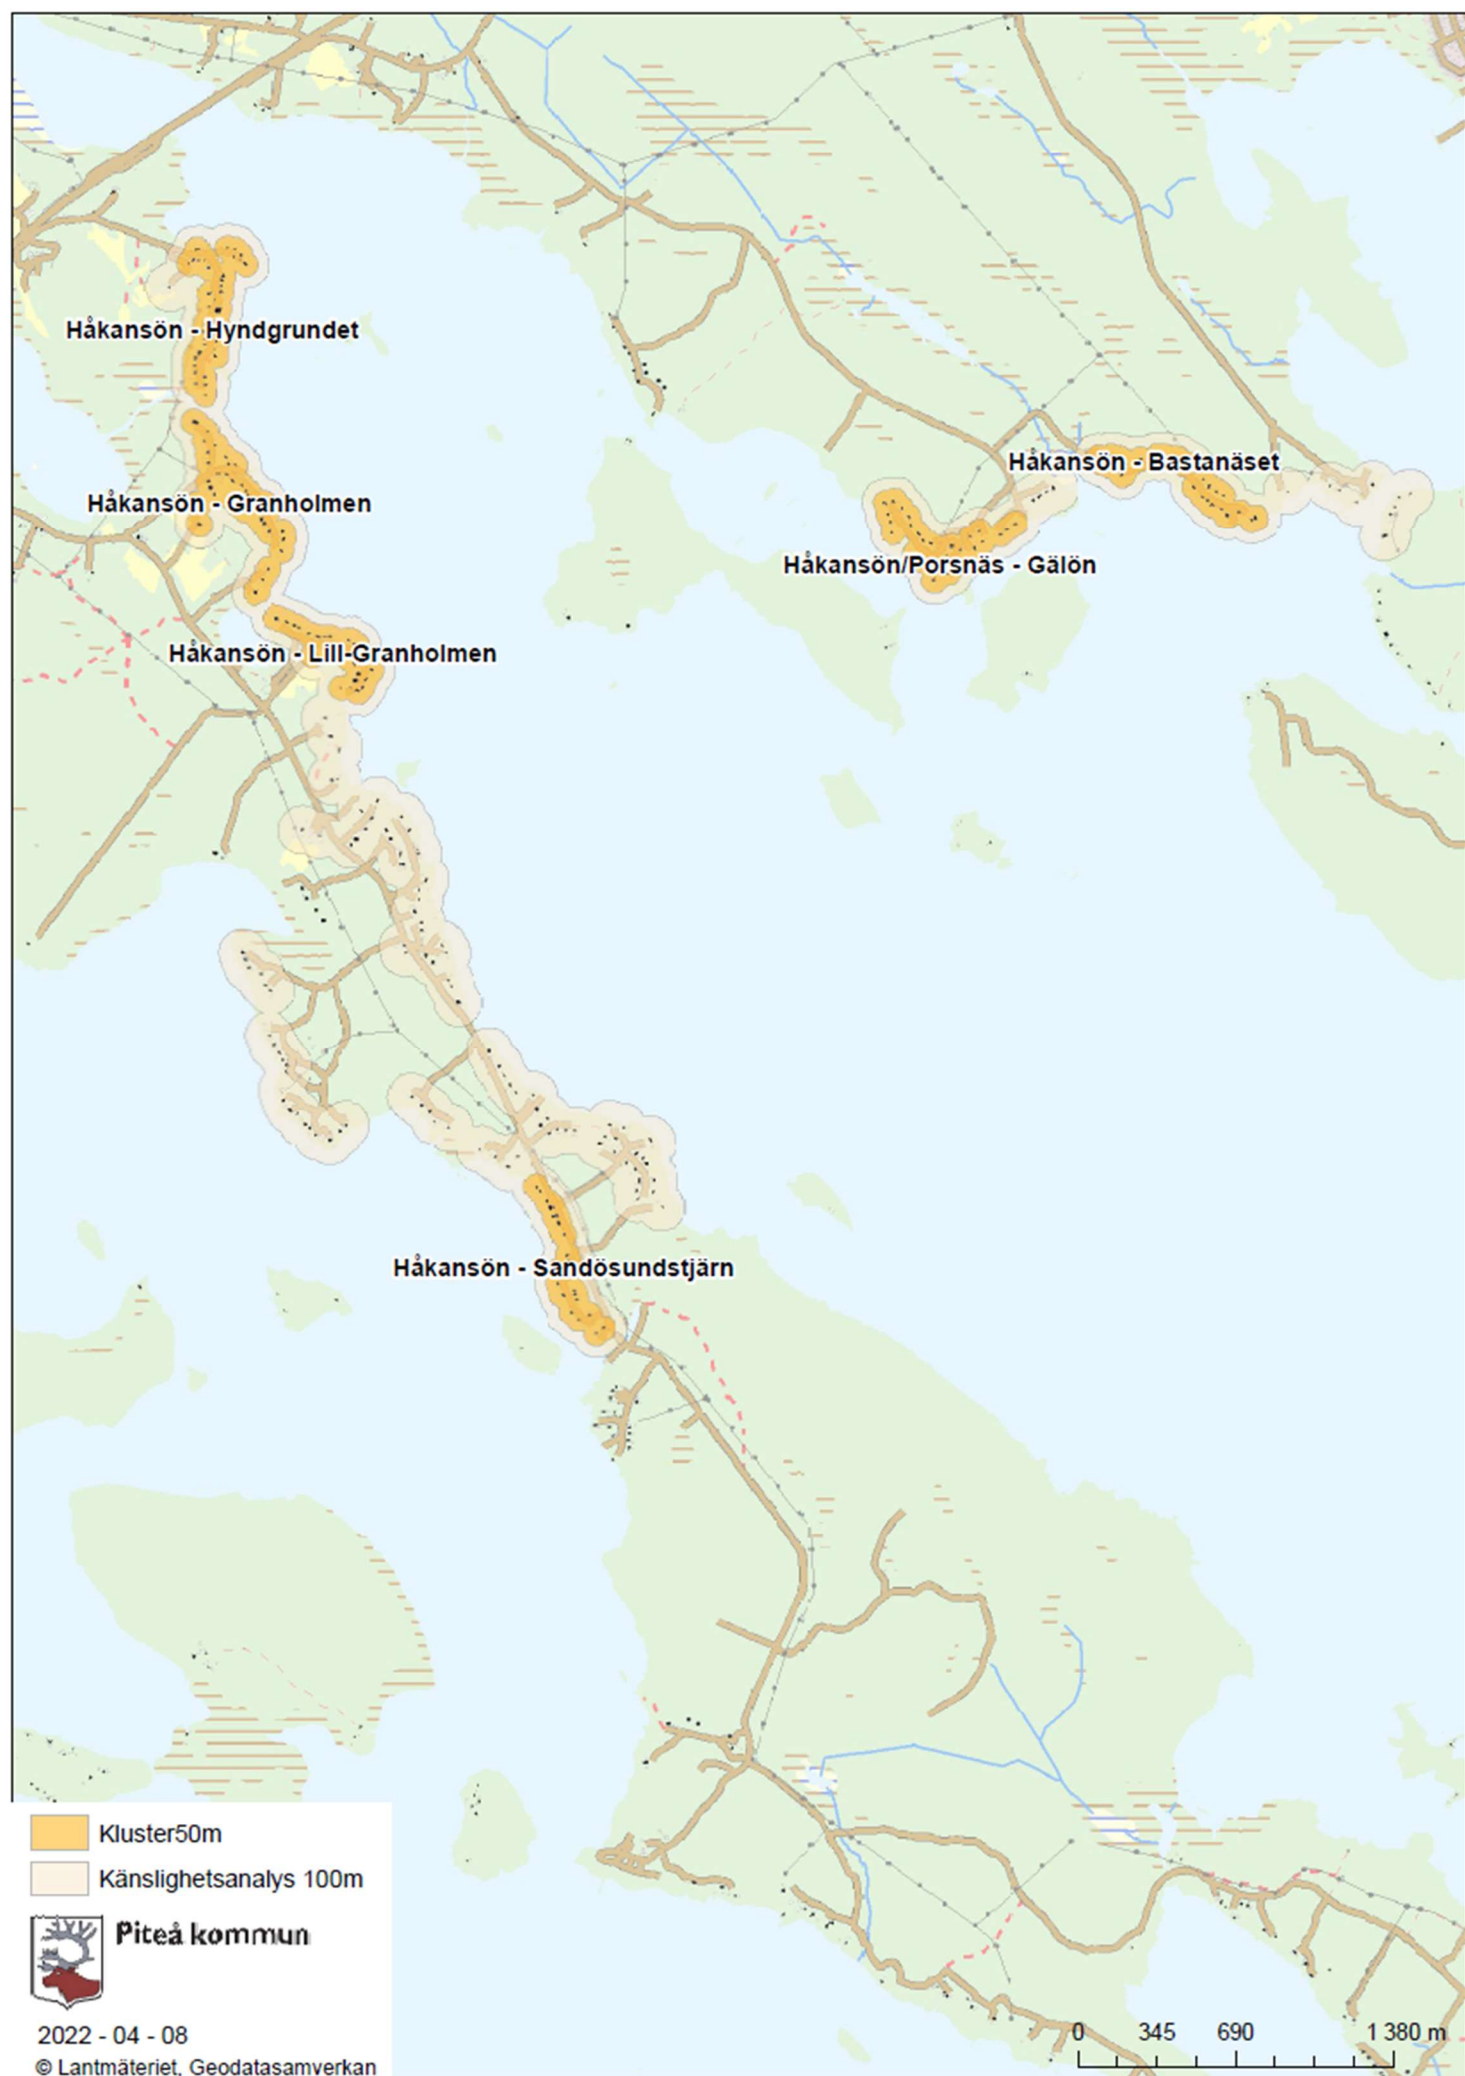 Håkansön - Hyndgrundet
Håkansön - Bastanäset
Håkansön - Granholmen
Håkansön/Porsnäs - Gälön
Håkansön - Lill-Granholmen
Håkansön - Sandösundstjärn
Kluster50m
Känslighetsanalys 100m
Piteå kommun
2022 - 04 - 08
© Lantmäteriet, Geodatasamverkan
0 345 690 1 380 m